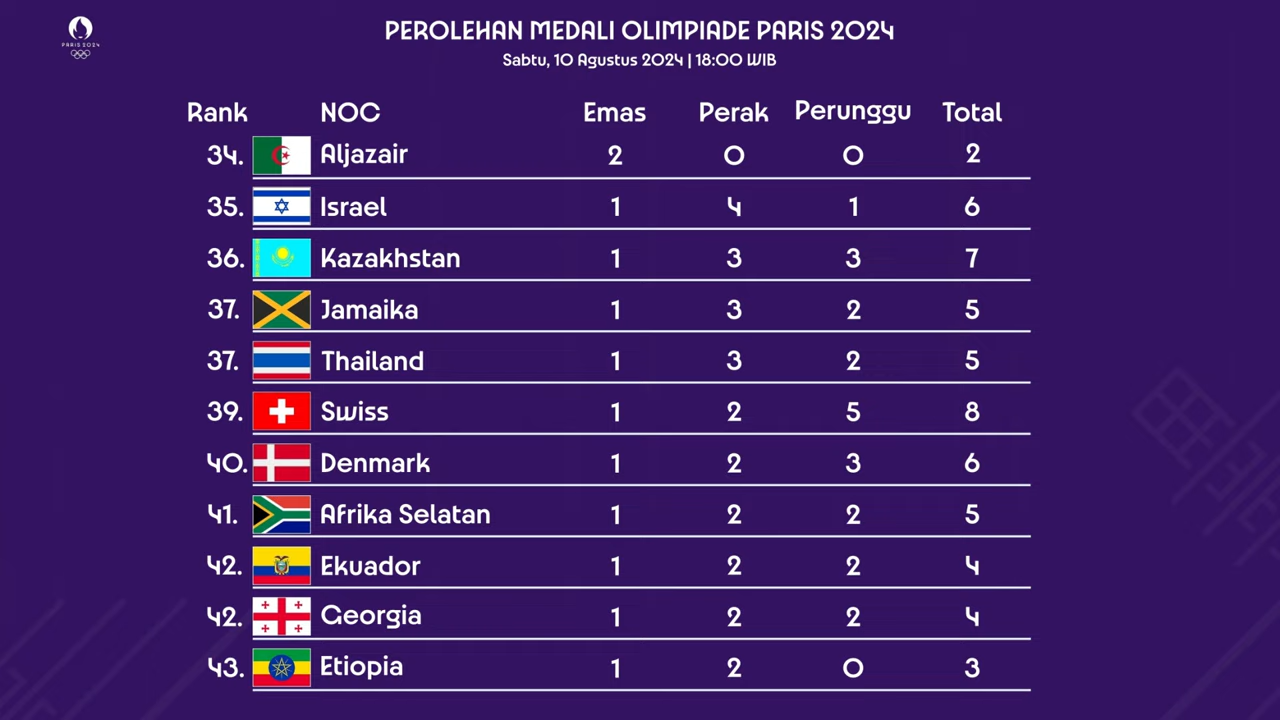 PARIS 2024
PEROLEHAN MEDALI OLIMPIADE PARIS 2024
Sabtu, 10 Agustus 2024 | 18:00 WIB
Rank NOC Emas Perak Perunggu Total
34. Aljazair 2 0 0 2
35. Israel 1 4 1 6
36. Kazakhstan 1 3 3 7
37. Jamaika 1 3 2 5
37. Thailand 1 3 2 5
39. Swiss 1 2 5 8
40. Denmark 1 2 3 6
41. Afrika Selatan 1 2 2 5
42. Ekuador 1 2 2 4
42. Georgia 1 2 2 4
43. Etiopia 1 2 0 3